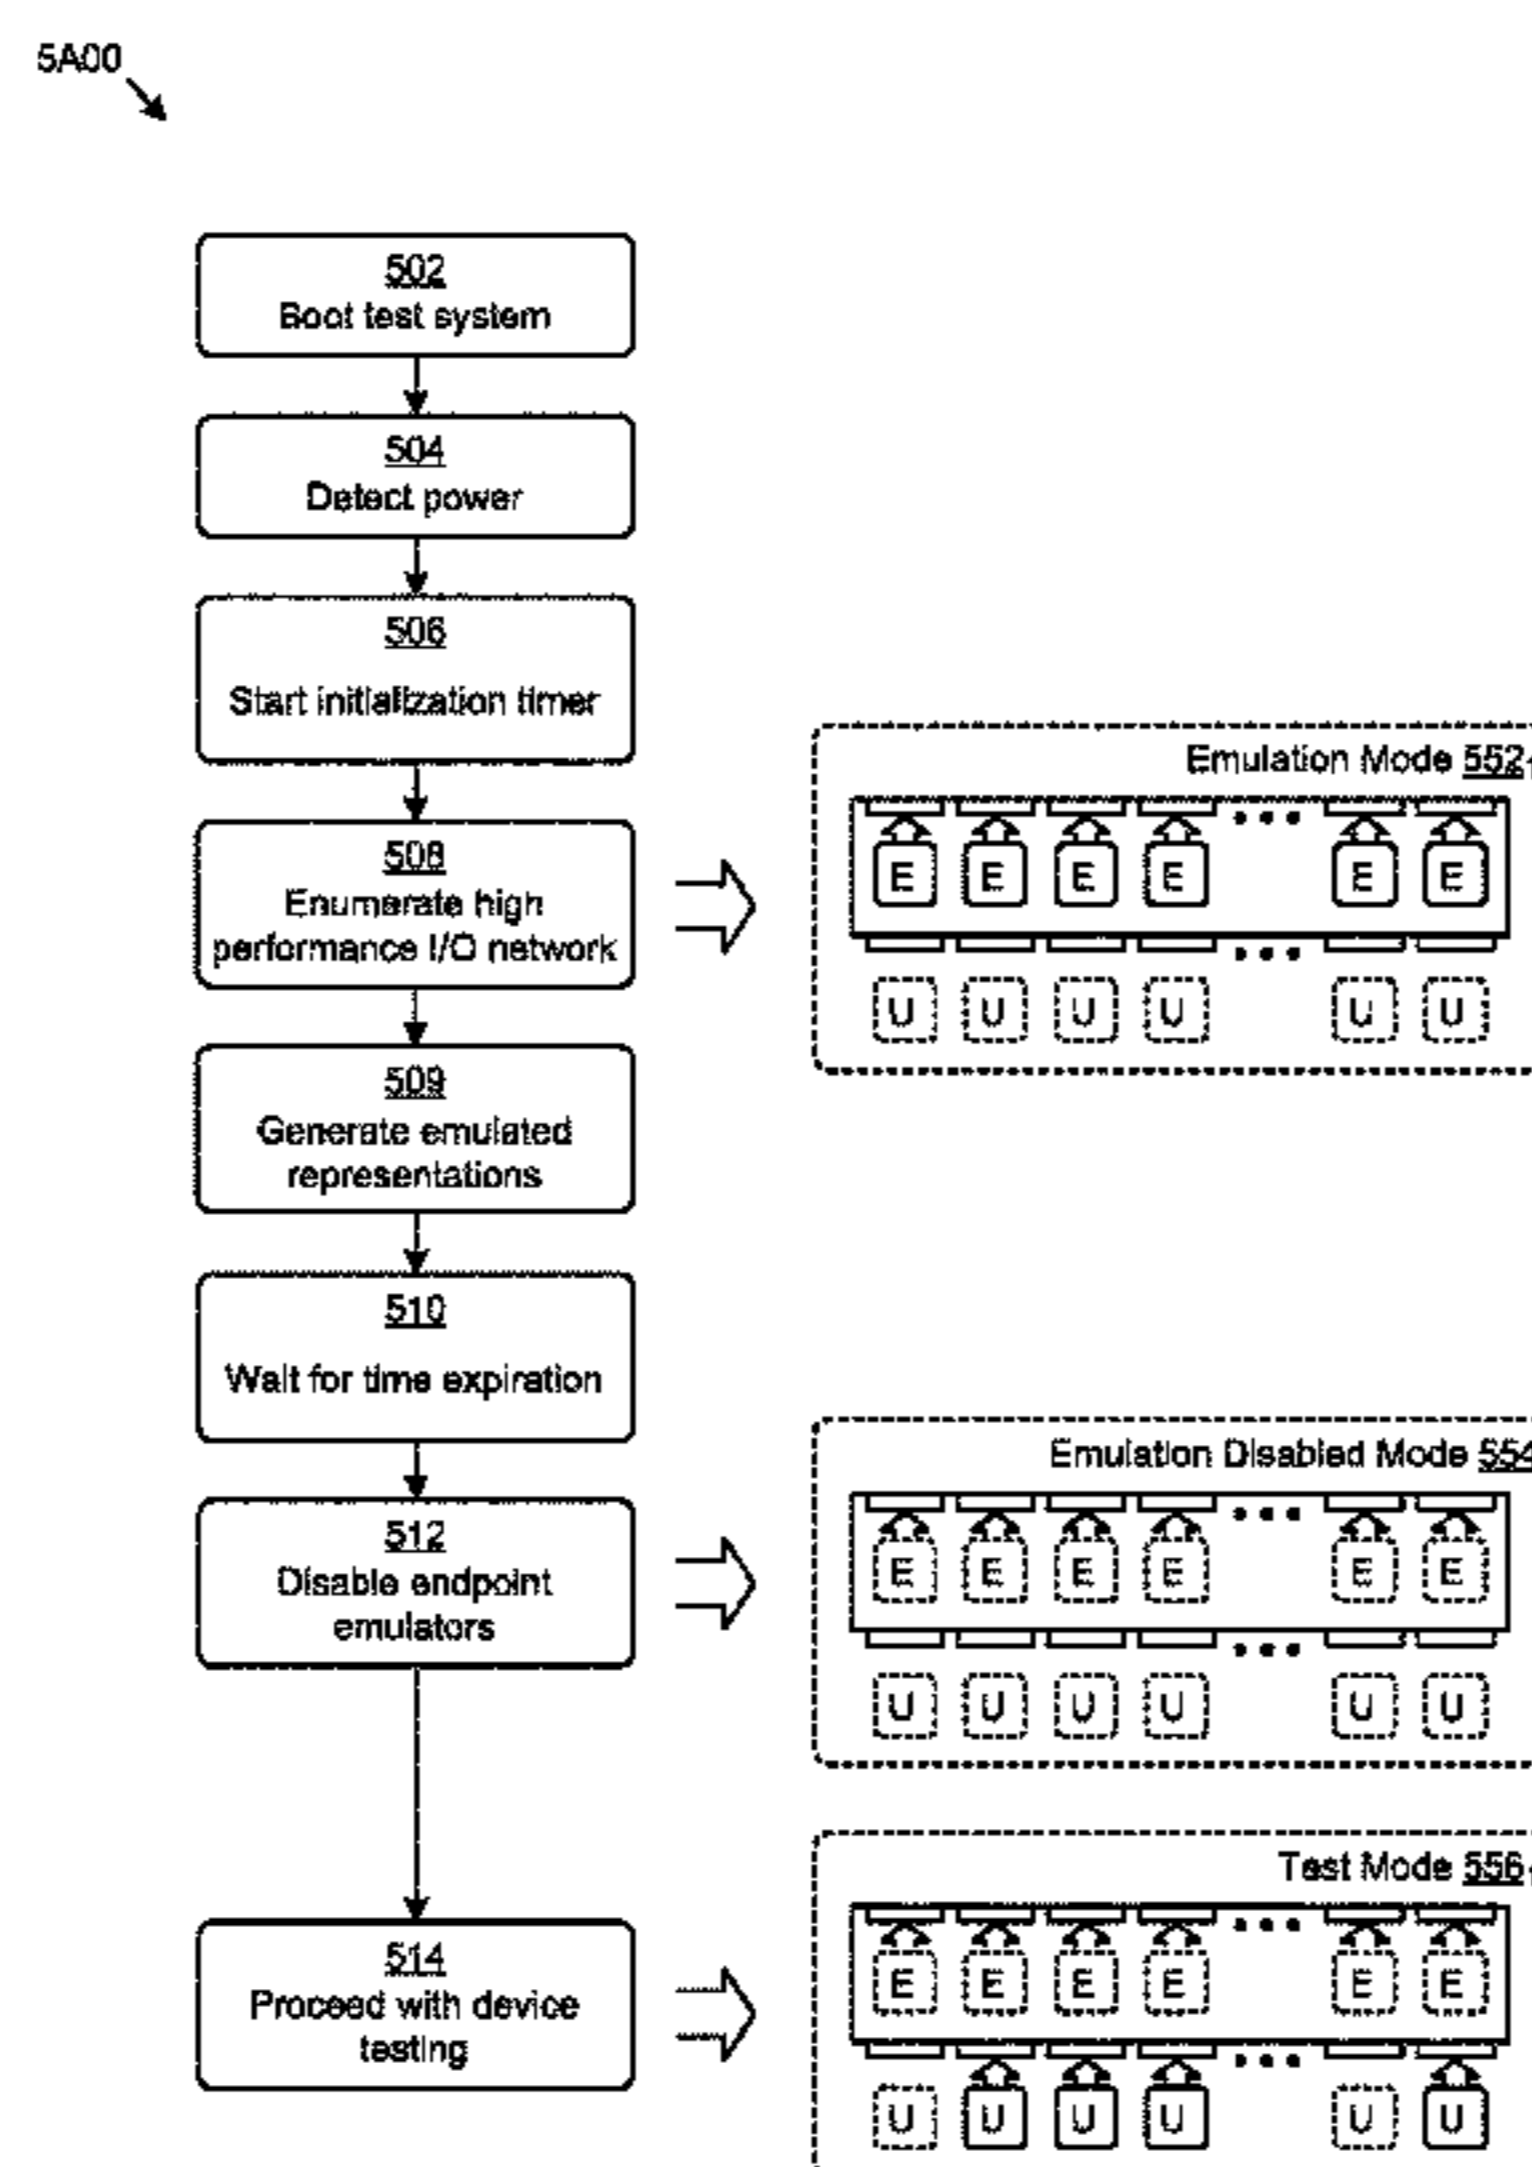 5A00
502
Boot test system
504
Detect power
506
Start initialization timer
508
Enumerate high
performance I/O network
Emulation Mode 552
E E E E E E
U U U U U U
509
Generate emulated
representations
510
Wait for time expiration
512
Disable endpoint
emulators
Emulation Disabled Mode 554
E E E E E E
U U U U U U
514
Proceed with device
testing
Test Mode 556
E E E E E E
U U U U U U